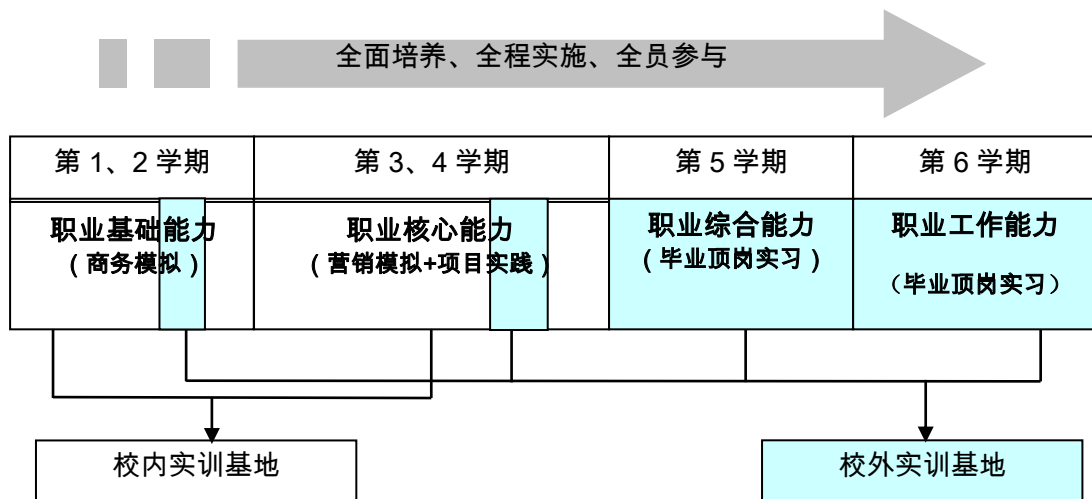 全面培养、全程实施、全员参与
第 1、2 学期
第 3、4 学期
第 5 学期
第 6 学期
职业基础能力
（商务模拟）
职业核心能力
（营销模拟+项目实践）
职业综合能力
（毕业顶岗实习）
职业工作能力
（毕业顶岗实习）
校内实训基地
校外实训基地